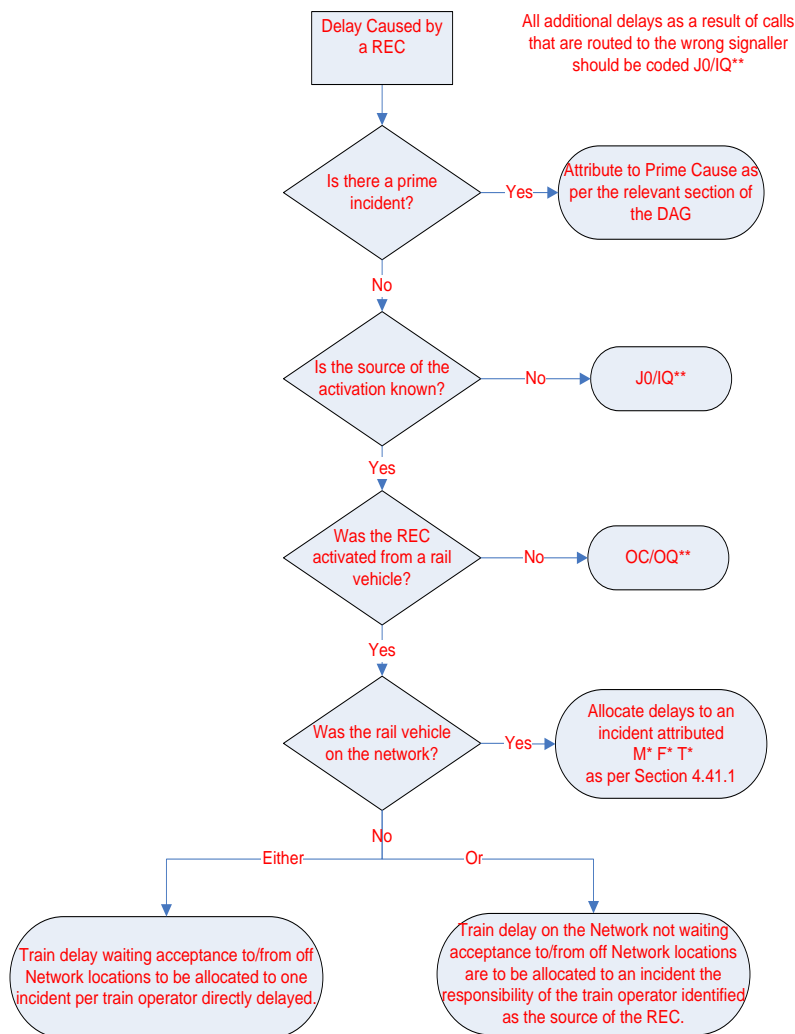 Delay Caused by
a REC
All additional delays as a result of calls
that are routed to the wrong signaller
should be coded J0/IQ**
Is there a prime
incident?
Yes
Attribute to Prime Cause as
per the relevant section of
the DAG
No
Is the source of the
activation known?
No
J0/IQ**
Yes
Was the REC
activated from a rail
vehicle?
No
OC/OQ**
Yes
Was the rail vehicle
on the network?
Yes
Allocate delays to an
incident attributed
M* F* T*
as per Section 4.41.1
No
Either
Or
Train delay waiting acceptance to/from off
Network locations to be allocated to one
incident per train operator directly delayed.
Train delay on the Network not waiting
acceptance to/from off Network locations
are to be allocated to an incident the
responsibility of the train operator identified
as the source of the REC.